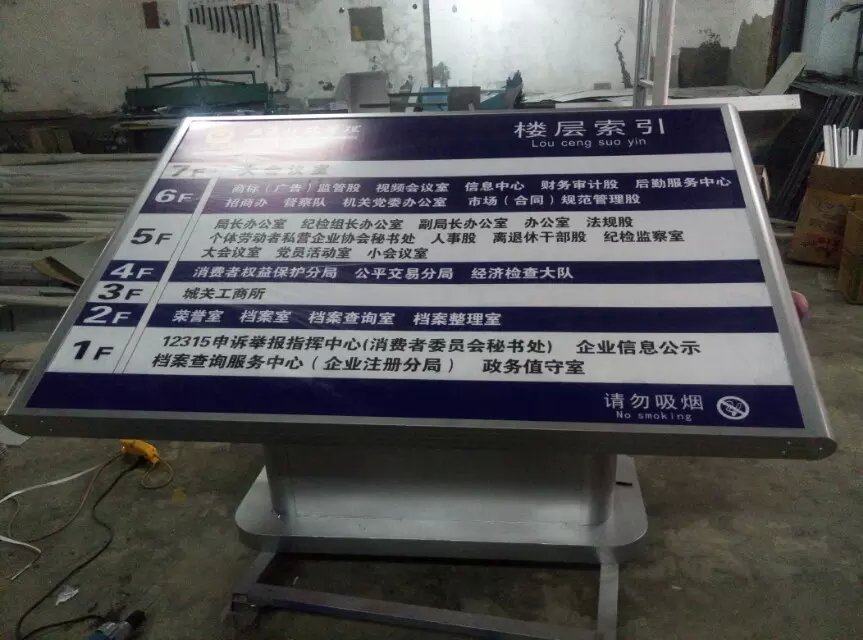 楼层索引
Lou ceng suo yin
7F 大会议室
6F 商标（广告）监管股 视频会议室 信息中心 财务审计股 后勤服务中心
招商办 督察队 机关党委办公室 市场（合同）规范管理股
5F 局长办公室 纪检组长办公室 副局长办公室 办公室 法规股
个体劳动者私营企业协会秘书处 人事股 离退休干部股 纪检监察室
大会议室 党员活动室 小会议室
4F 消费者权益保护分局 公平交易分局 经济检查大队
3F 城关工商所
2F 荣誉室 档案室 档案查询室 档案整理室
1F 12315申诉举报指挥中心(消费者委员会秘书处) 企业信息公示
档案查询服务中心（企业注册分局） 政务值守室
请勿吸烟
No smoking